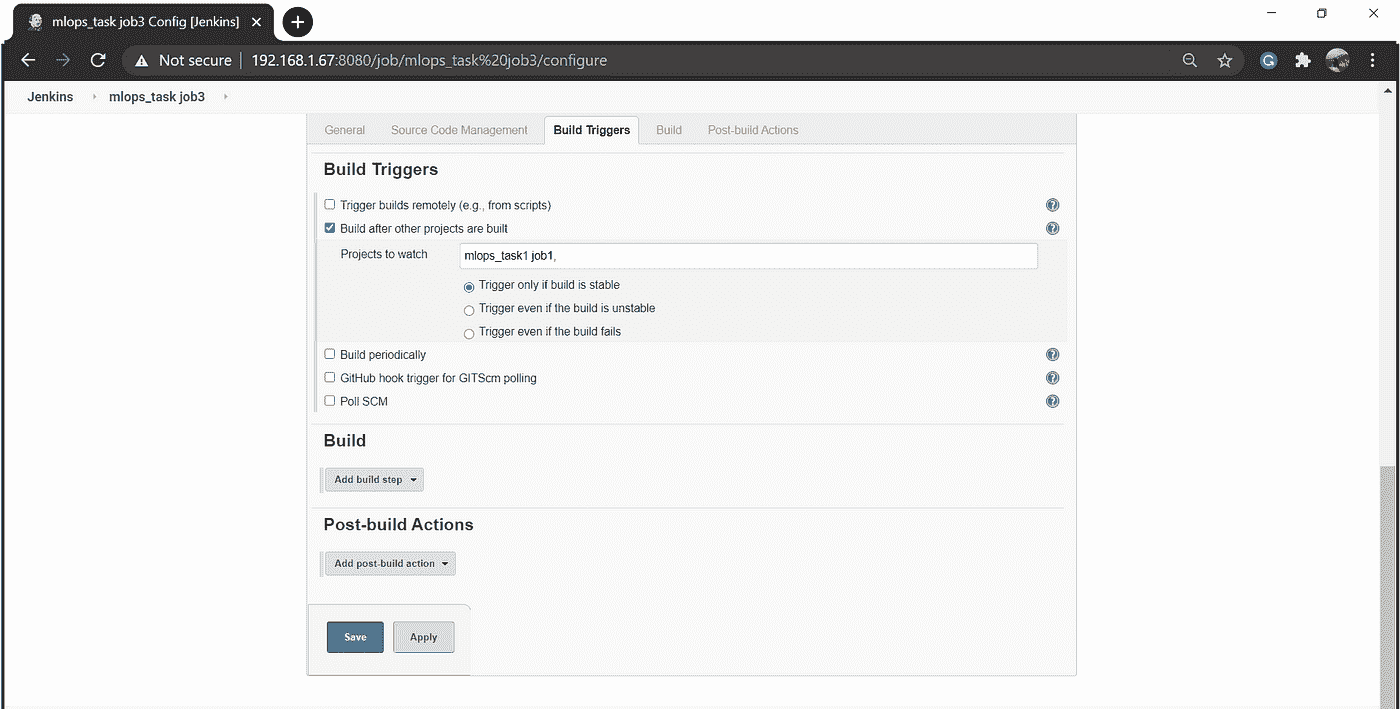 mlops_task job3 Config [Jenkins]
Not secure | 192.168.1.67:8080/job/mlops_task%20job3/configure
Jenkins mlops_task job3
General Source Code Management Build Triggers Build Post-build Actions
Build Triggers
Trigger builds remotely (e.g., from scripts)
Build after other projects are built
Projects to watch mlops_task1 job1,
Trigger only if build is stable
Trigger even if the build is unstable
Trigger even if the build fails
Build periodically
GitHub hook trigger for GITScm polling
Poll SCM
Build
Add build step
Post-build Actions
Add post-build action
Save Apply